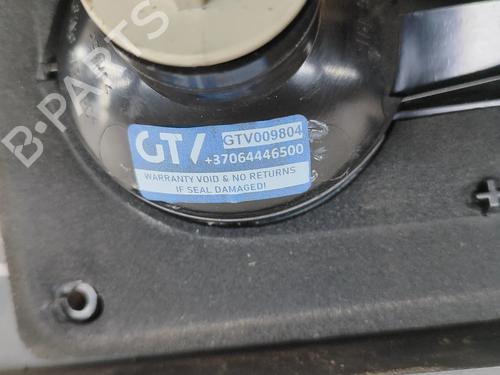 B-PARTS
GTV
GTV009804
+37064446500
WARRANTY VOID & NO RETURNS
IF SEAL DAMAGED!